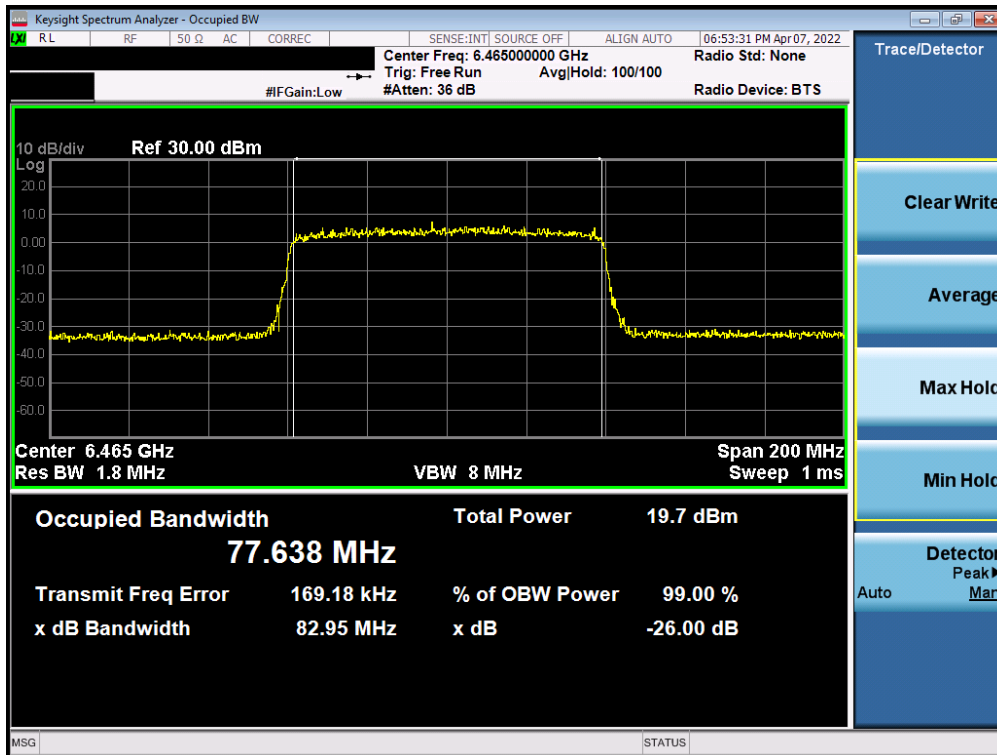 Keysight Spectrum Analyzer - Occupied BW
LXI RL RF 50 Ω AC CORREC SENSE:INT SOURCE OFF ALIGN AUTO 06:53:31 PM Apr 07, 2022
Center Freq: 6.465000000 GHz Radio Std: None
Trig: Free Run Avg|Hold: 100/100
#IFGain:Low #Atten: 36 dB Radio Device: BTS
10 dB/div Ref 30.00 dBm
Log
20.0
10.0
0.00
-10.0
-20.0
-30.0
-40.0
-50.0
-60.0
Center 6.465 GHz Span 200 MHz
Res BW 1.8 MHz VBW 8 MHz Sweep 1 ms
Occupied Bandwidth Total Power 19.7 dBm
77.638 MHz
Transmit Freq Error 169.18 kHz % of OBW Power 99.00 %
x dB Bandwidth 82.95 MHz x dB -26.00 dB
MSG STATUS
Trace/Detector
Clear Write
Average
Max Hold
Min Hold
Detector
Peak
Auto Man